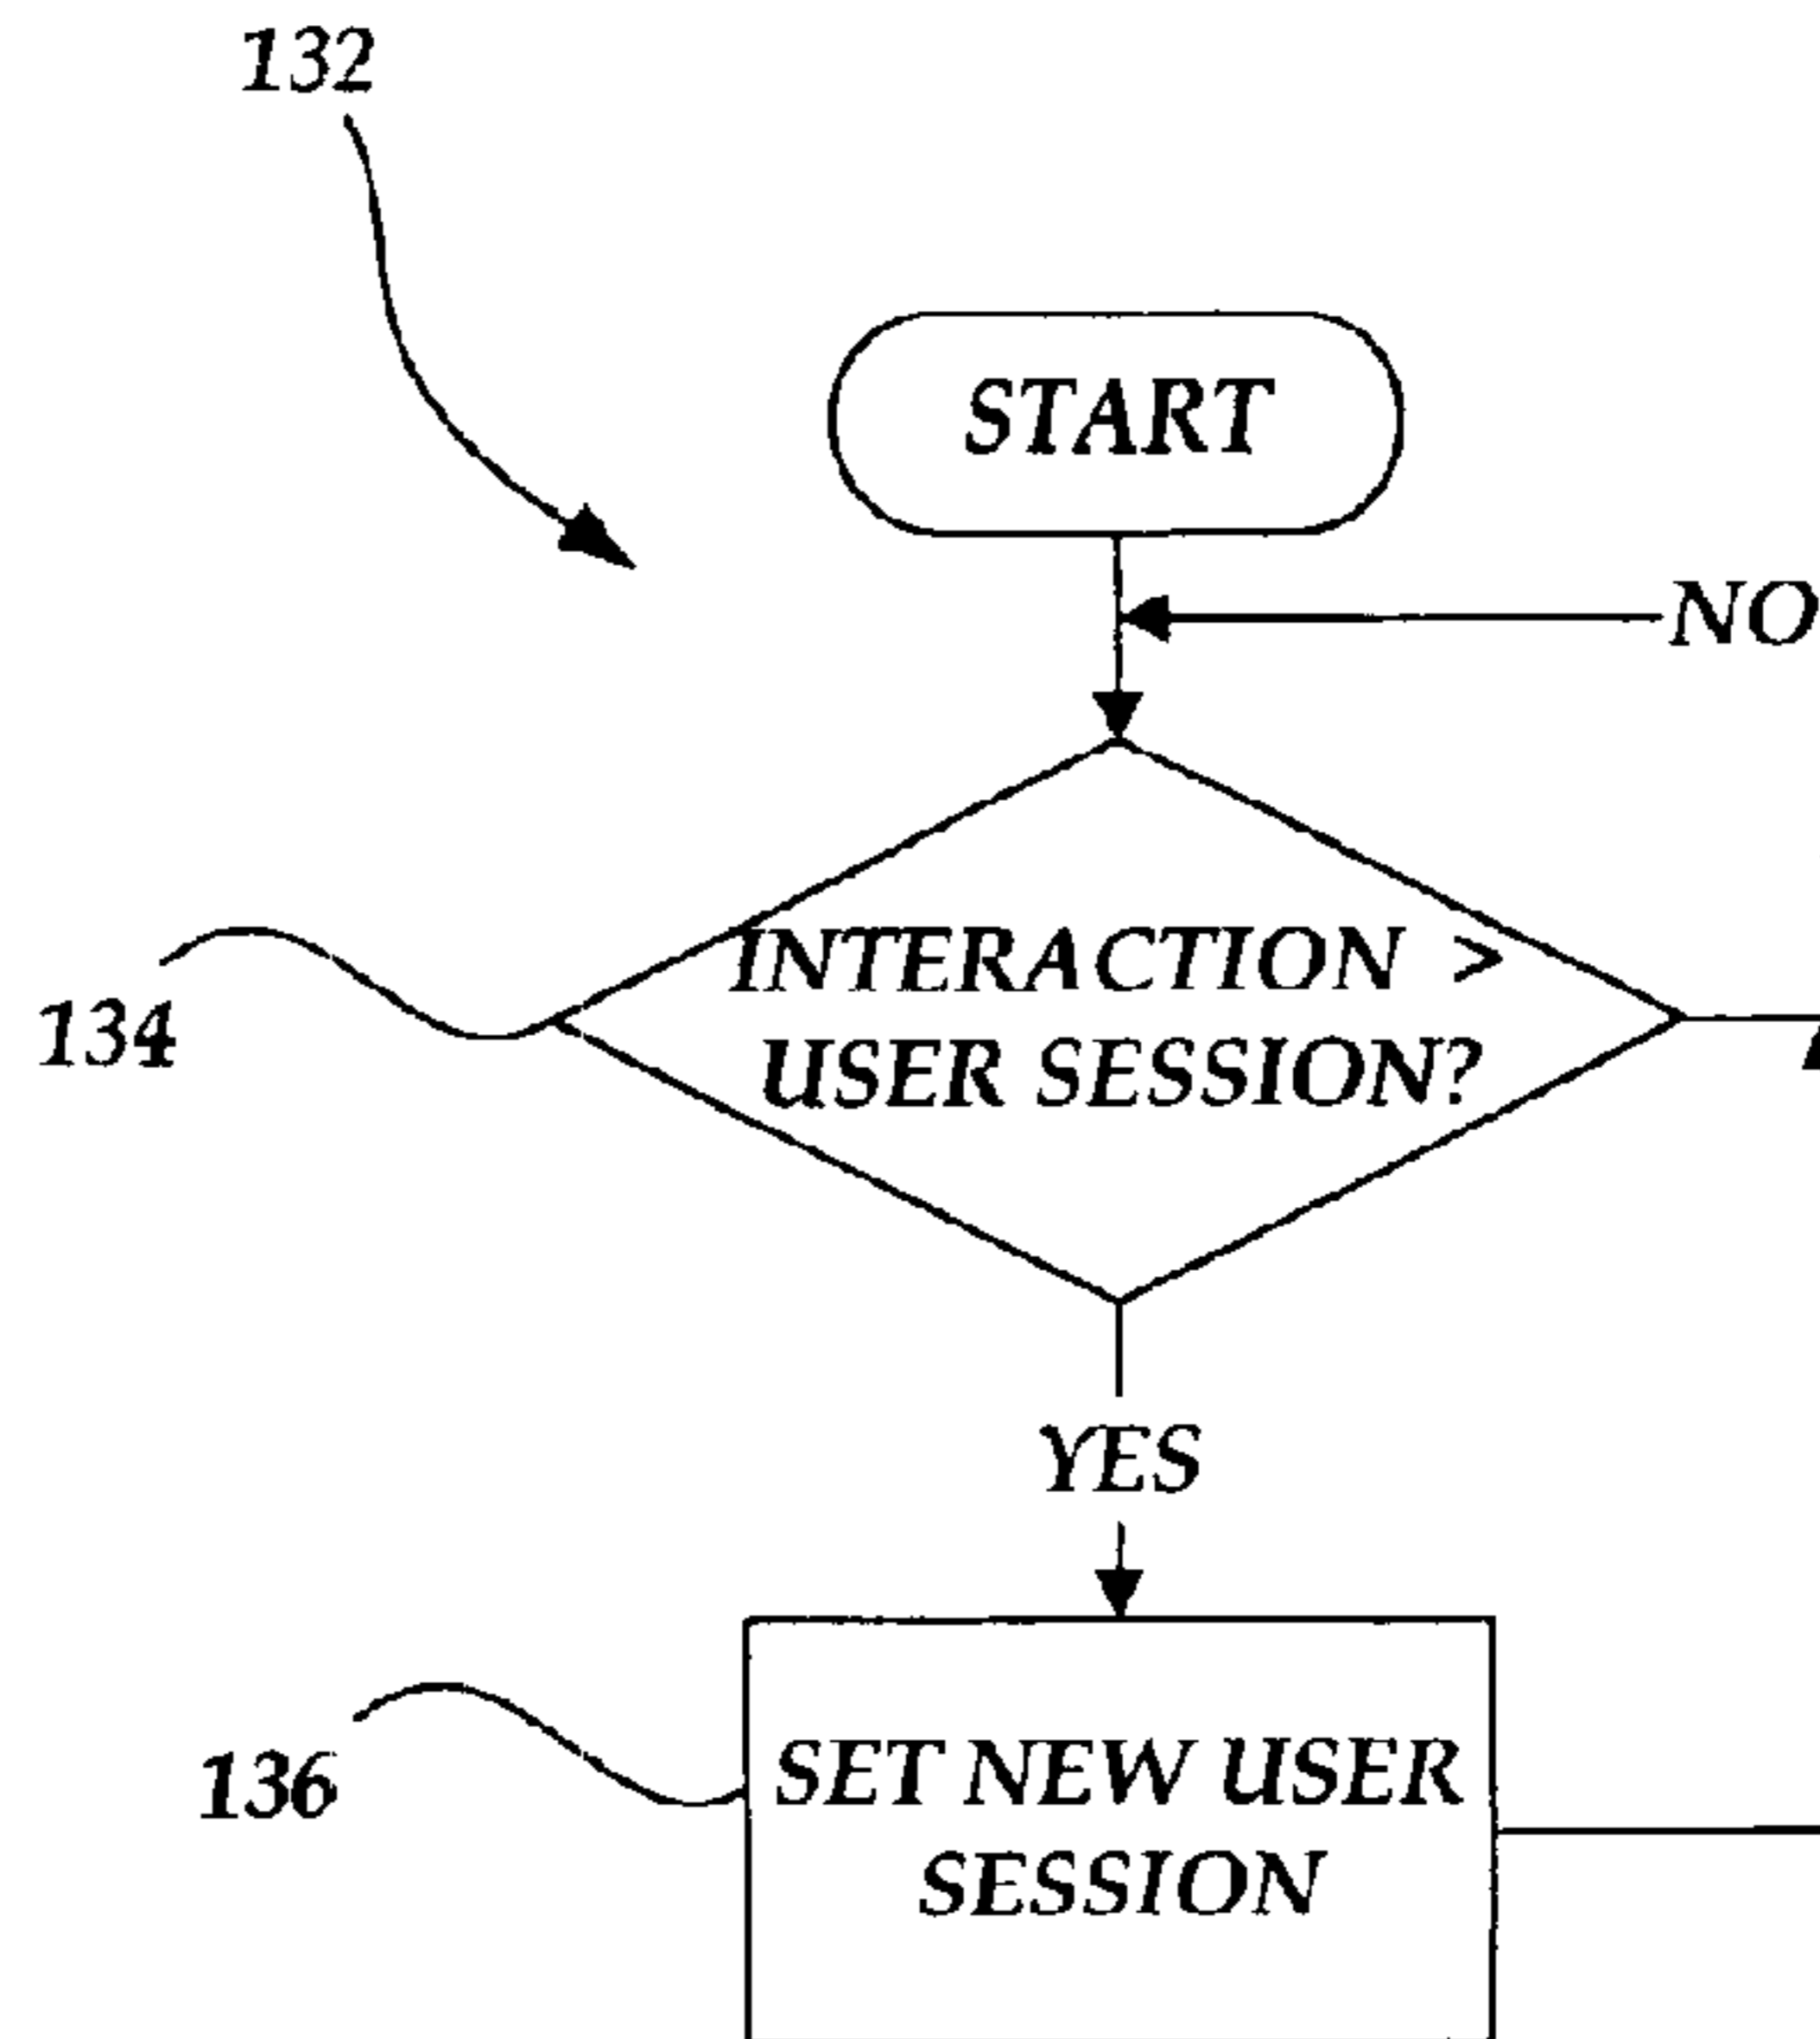 132
START
NO
INTERACTION >
USER SESSION?
134
YES
136
SET NEW USER
SESSION